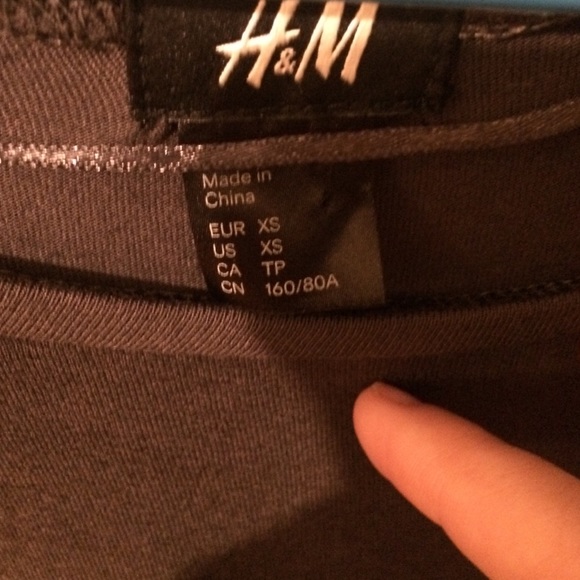 H&M
Made in
China
EUR XS
US XS
CA TP
CN 160/80A